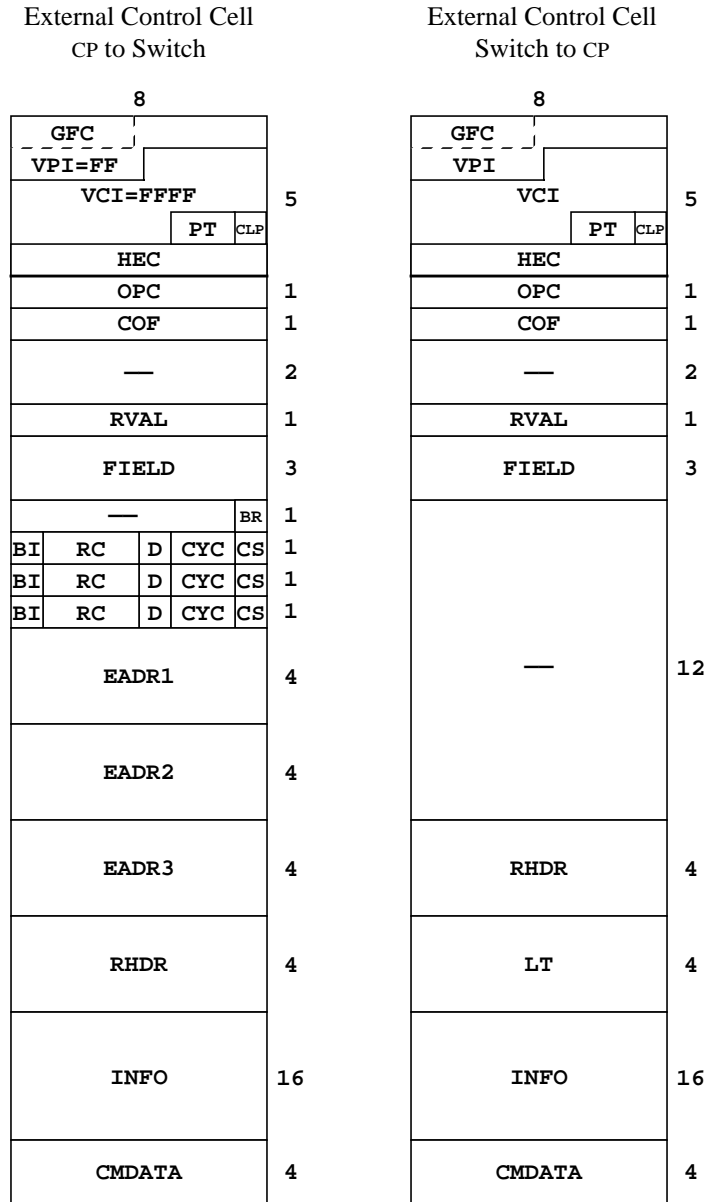 External Control Cell
CP to Switch
8
GFC
VPI=FF
VCI=FFFF
5
PT CLP
HEC
OPC 1
COF 1
— 2
RVAL 1
FIELD 3
— BR 1
BI RC D CYC CS 1
BI RC D CYC CS 1
BI RC D CYC CS 1
EADR1 4
EADR2 4
EADR3 4
RHDR 4
INFO 16
CMDATA 4
External Control Cell
Switch to CP
8
GFC
VPI
VCI
5
PT CLP
HEC
OPC 1
COF 1
— 2
RVAL 1
FIELD 3
— 12
RHDR 4
LT 4
INFO 16
CMDATA 4